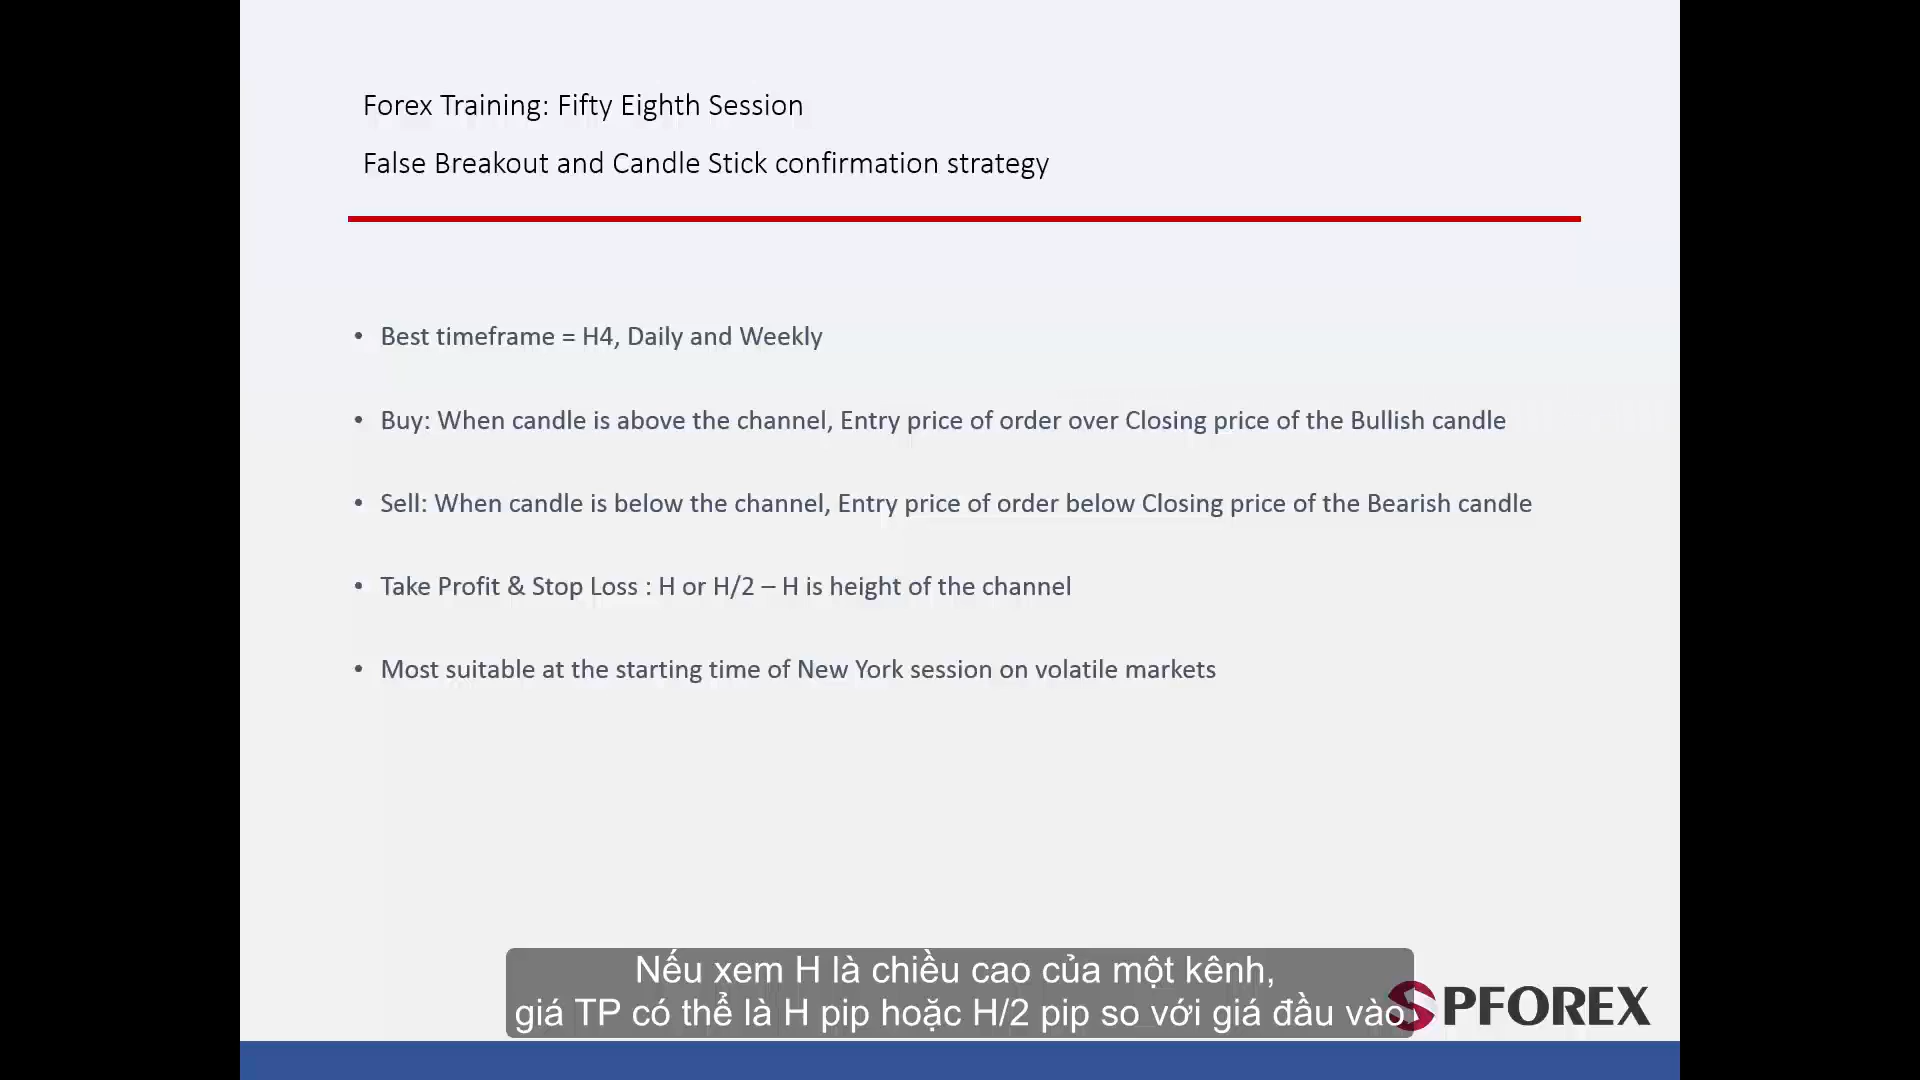 Forex Training: Fifty Eighth Session
False Breakout and Candle Stick confirmation strategy
• Best timeframe = H4, Daily and Weekly
• Buy: When candle is above the channel, Entry price of order over Closing price of the Bullish candle
• Sell: When candle is below the channel, Entry price of order below Closing price of the Bearish candle
• Take Profit & Stop Loss : H or H/2 – H is height of the channel
• Most suitable at the starting time of New York session on volatile markets
Nếu xem H là chiều cao của một kênh,
giá TP có thể là H pip hoặc H/2 pip so với giá đầu vào.
SPFOREX